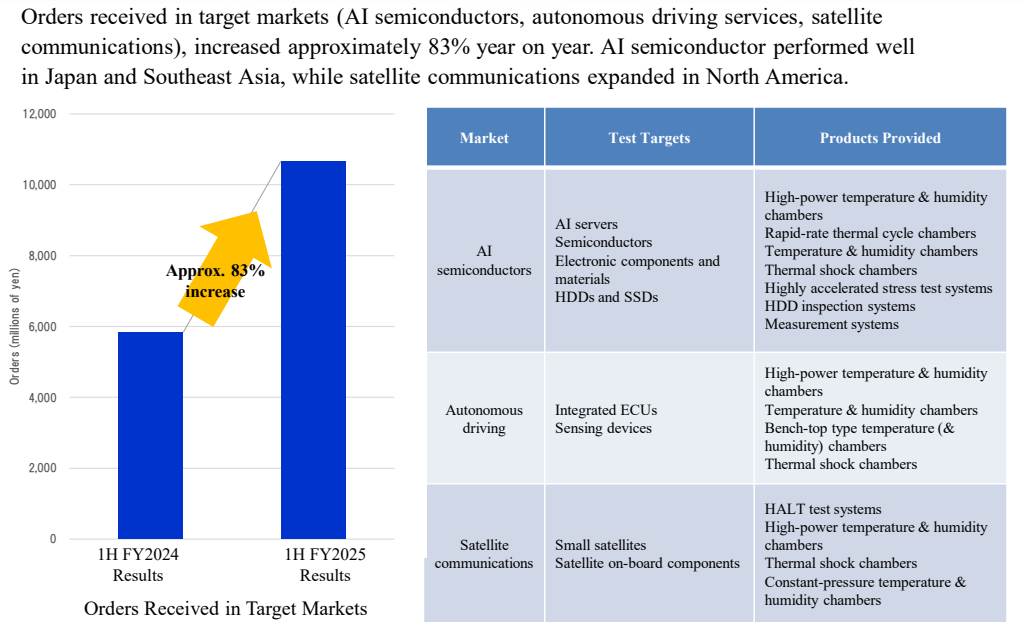 Orders received in target markets (AI semiconductors, autonomous driving services, satellite
communications), increased approximately 83% year on year. AI semiconductor performed well
in Japan and Southeast Asia, while satellite communications expanded in North America.
Orders (millions of yen)
12,000
10,000
8,000
6,000
4,000
2,000
0
Approx. 83%
increase
1H FY2024
Results
1H FY2025
Results
Orders Received in Target Markets
Market
Test Targets
Products Provided
AI
semiconductors
AI servers
Semiconductors
Electronic components and
materials
HDDs and SSDs
High-power temperature & humidity
chambers
Rapid-rate thermal cycle chambers
Temperature & humidity chambers
Thermal shock chambers
Highly accelerated stress test systems
HDD inspection systems
Measurement systems
Autonomous
driving
Integrated ECUs
Sensing devices
High-power temperature & humidity
chambers
Temperature & humidity chambers
Bench-top type temperature (&
humidity) chambers
Thermal shock chambers
Satellite
communications
Small satellites
Satellite on-board components
HALT test systems
High-power temperature & humidity
chambers
Thermal shock chambers
Constant-pressure temperature &
humidity chambers